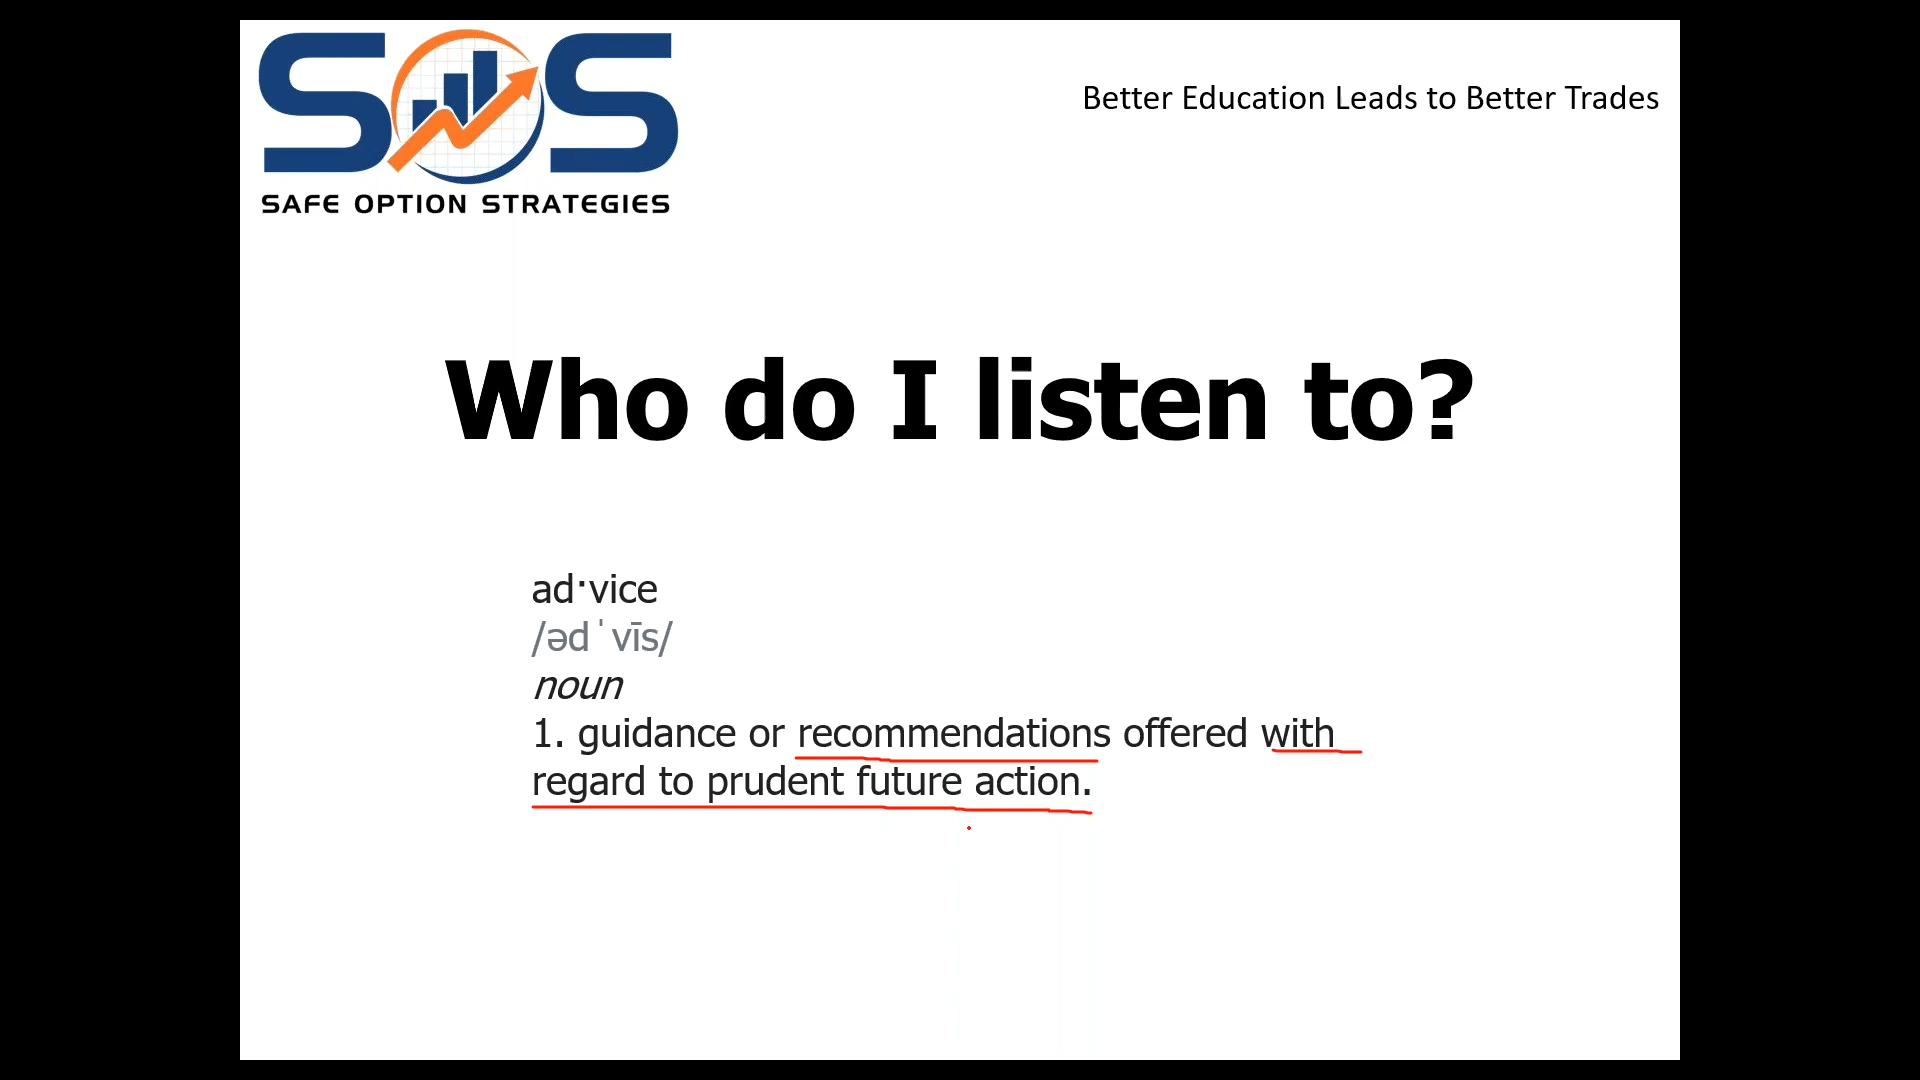 SOS
SAFE OPTION STRATEGIES
Better Education Leads to Better Trades
Who do I listen to?
ad·vice
/ədˈvīs/
noun
1. guidance or recommendations offered with
regard to prudent future action.